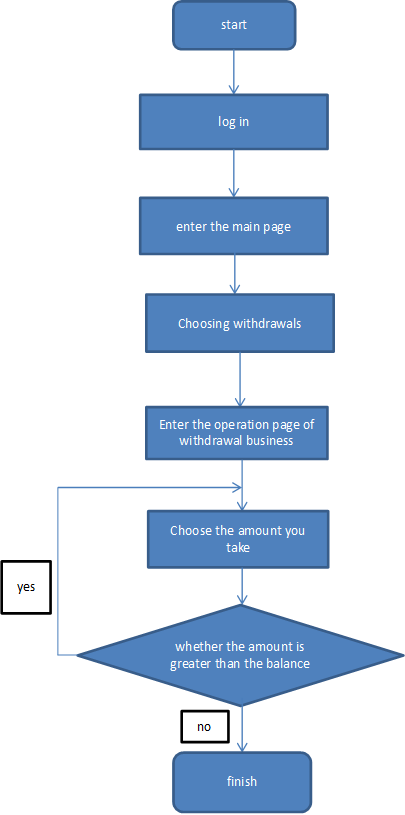 start
log in
enter the main page
Choosing withdrawals
Enter the operation page of
withdrawal business
Choose the amount you
take
yes
whether the amount is
greater than the balance
no
finish